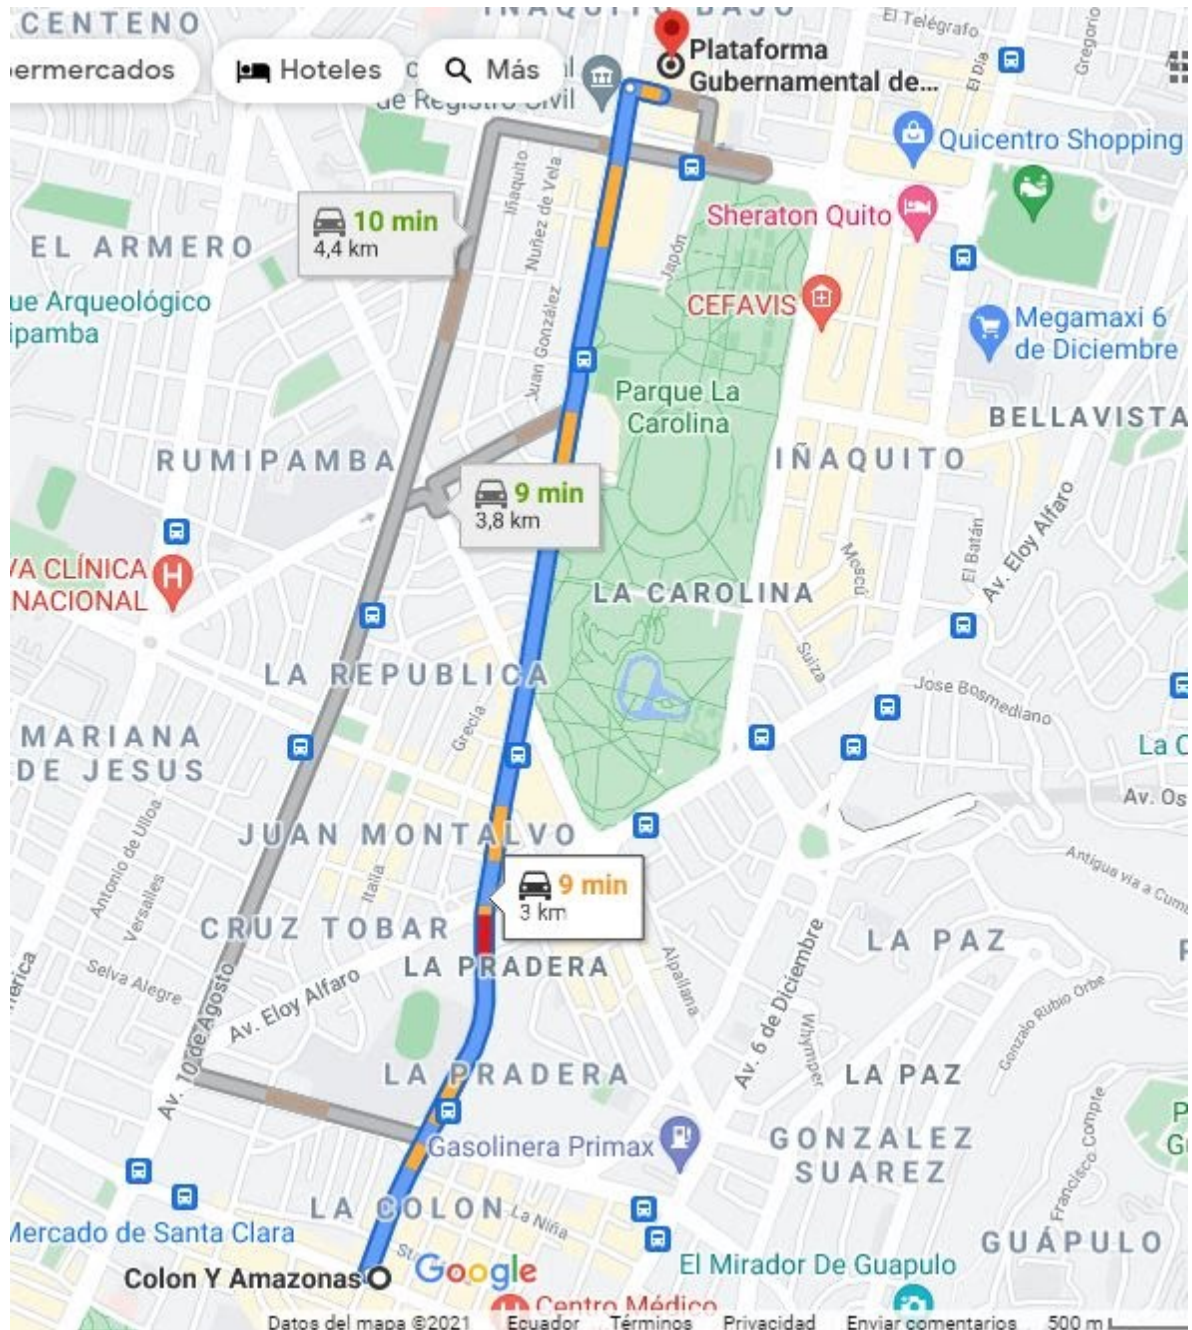 CENTENO
IÑAQUITO BAJO
El Telégrafo
Gregorio
El Día
Plataforma
Gubernamental de...
ermercados
Hoteles
Más
de Registro Civil
Quicentro Shopping
Iñaquito
Nuñez de Vela
10 min
4,4 km
Sheraton Quito
EL ARMERO
Japón
ue Arqueológico
ipamba
CEFAVIS
Juan González
Megamaxi 6
de Diciembre
Parque La
Carolina
BELLAVISTA
RUMIPAMBA
IÑAQUITO
9 min
3,8 km
Av. Eloy Alfaro
El Batán
Moscú
VA CLÍNICA
NACIONAL
LA CAROLINA
Suiza
LA REPUBLICA
Jose Bosmediano
Grecia
MARIANA
DE JESUS
La C
Av. Os
Antonio de Ulloa
JUAN MONTALVO
Italia
Versalles
Antigua via a Cumb
9 min
3 km
CRUZ TOBAR
LA PAZ
LA PRADERA
Alpallana
Av. 6 de Diciembre
Selva Alegre
mérica
Av. Eloy Alfaro
Av. 10 de Agosto
Gonzalo Rubio Orbe
Whymper
LA PRADERA
LA PAZ
Gasolinera Primax
GONZALEZ
SUAREZ
Francisco Compte
P
Gu
LA COLON
La Niña
Mercado de Santa Clara
GUÁPULO
El Mirador De Guapulo
Colon Y Amazonas
Google
Centro Médico
Datos del mapa ©2021
Ecuador
Términos
Privacidad
Enviar comentarios
500 m